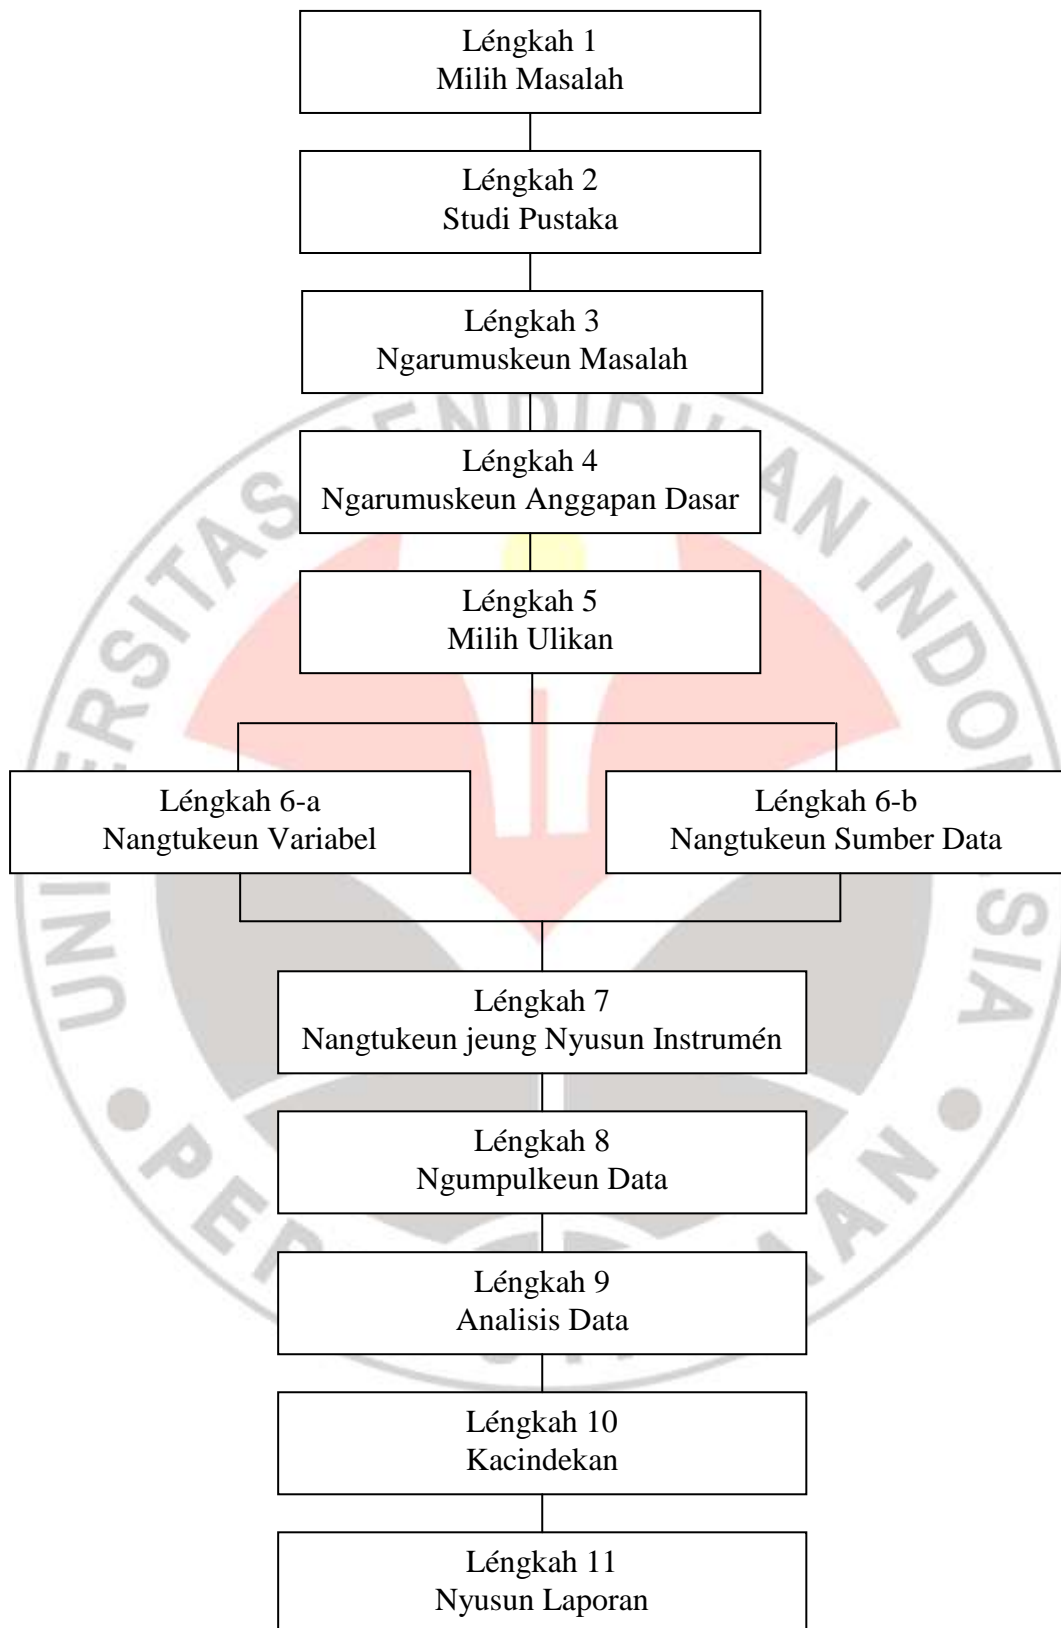 Léngkah 1
Milih Masalah
Léngkah 2
Studi Pustaka
Léngkah 3
Ngarumuskeun Masalah
Léngkah 4
Ngarumuskeun Anggapan Dasar
Léngkah 5
Milih Ulikan
Léngkah 6-a
Nangtukeun Variabel
Léngkah 6-b
Nangtukeun Sumber Data
Léngkah 7
Nangtukeun jeung Nyusun Instrumén
Léngkah 8
Ngumpulkeun Data
Léngkah 9
Analisis Data
Léngkah 10
Kacindekan
Léngkah 11
Nyusun Laporan